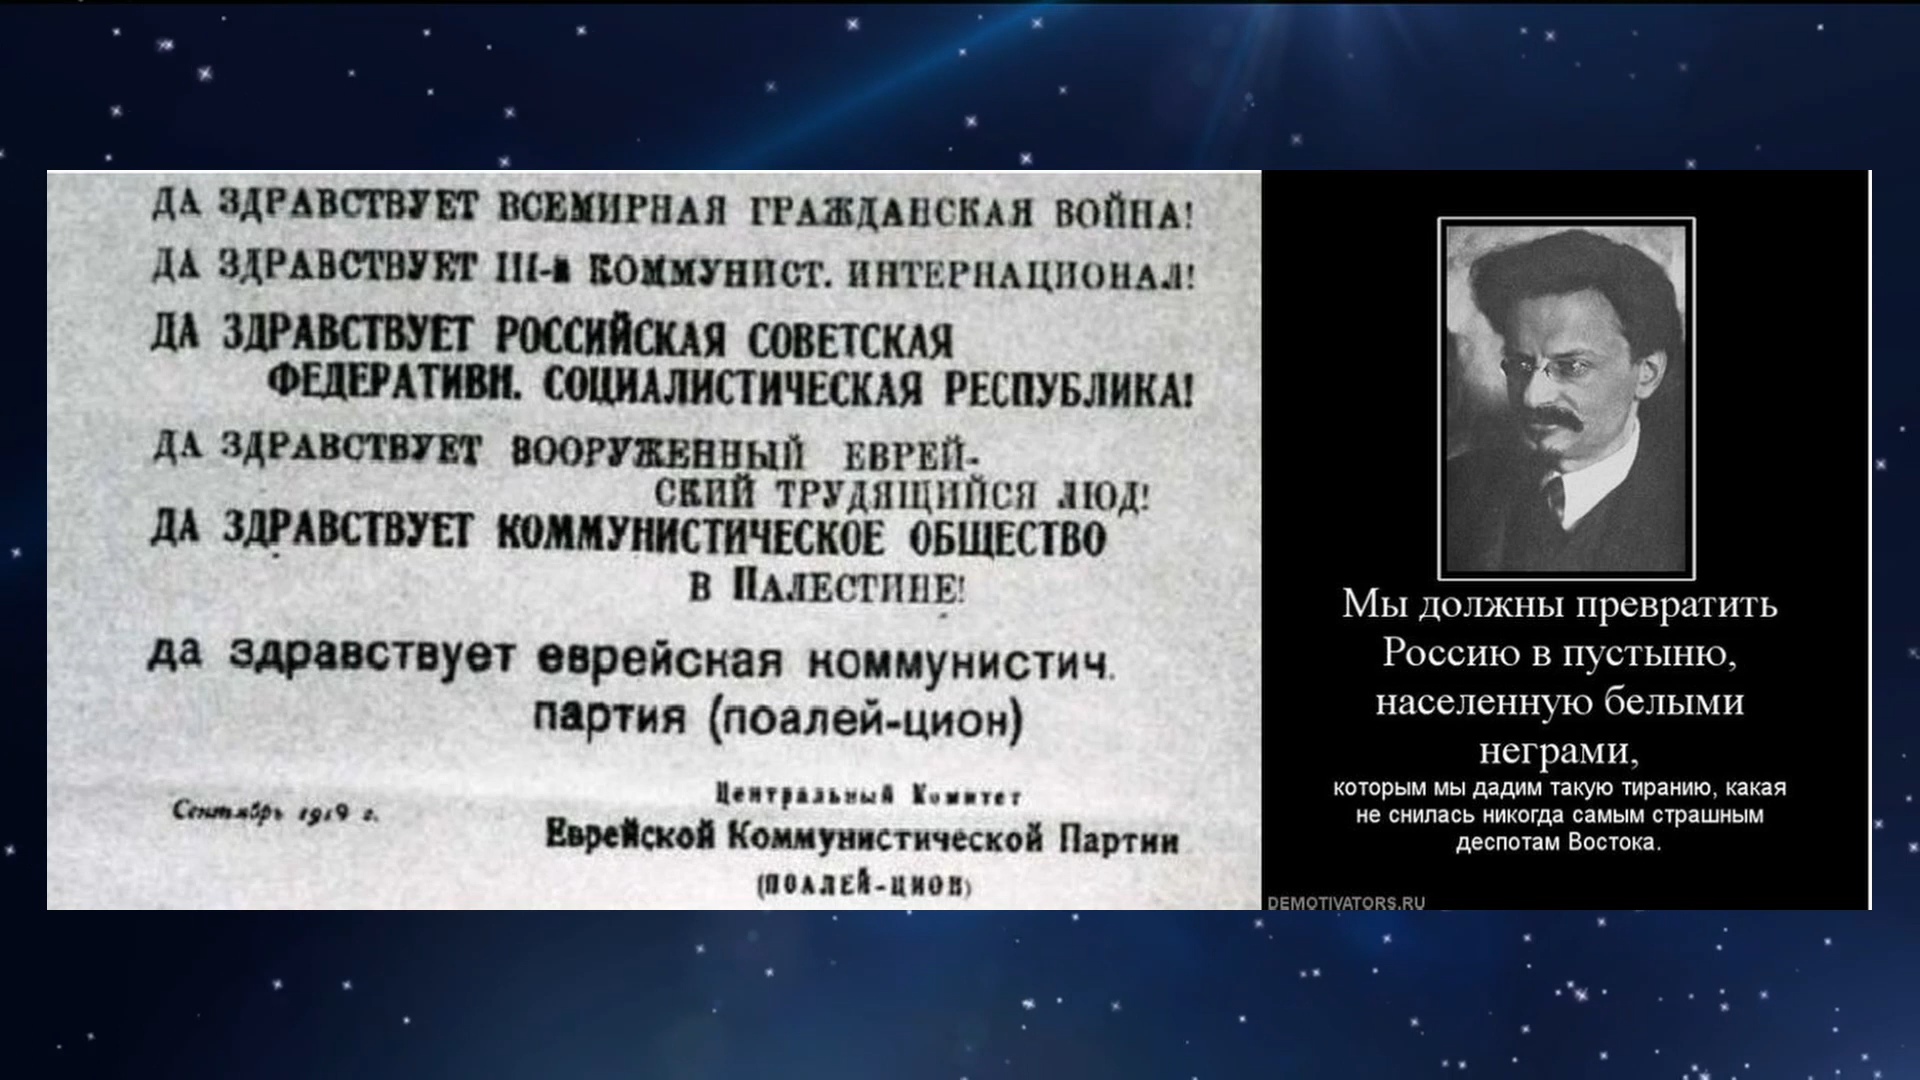 ДА ЗДРАВСТВУЕТ ВСЕМИРНАЯ ГРАЖДАНСКАЯ ВОЙНА!
ДА ЗДРАВСТВУЕТ III-й КОММУНИСТ. ИНТЕРНАЦИОНАЛ!
ДА ЗДРАВСТВУЕТ РОССИЙСКАЯ СОВЕТСКАЯ
ФЕДЕРАТИВН. СОЦИАЛИСТИЧЕСКАЯ РЕСПУБЛИКА!
ДА ЗДРАВСТВУЕТ ВООРУЖЕННЫЙ ЕВРЕЙ-
СКИЙ ТРУДЯЩИЙСЯ ЛЮД!
ДА ЗДРАВСТВУЕТ КОММУНИСТИЧЕСКОЕ ОБЩЕСТВО
В ПАЛЕСТИНЕ!
да здравствует еврейская коммунистич.
партия (поалей-цион)
Сентябрь 1919 г.
Центральный Комитет
Еврейской Коммунистической Партии
(ПОАЛЕЙ-ЦИОН)
Мы должны превратить
Россию в пустыню,
населенную белыми
неграми,
которым мы дадим такую тиранию, какая
не снилась никогда самым страшным
деспотам Востока.
DEMOTIVATORS.RU